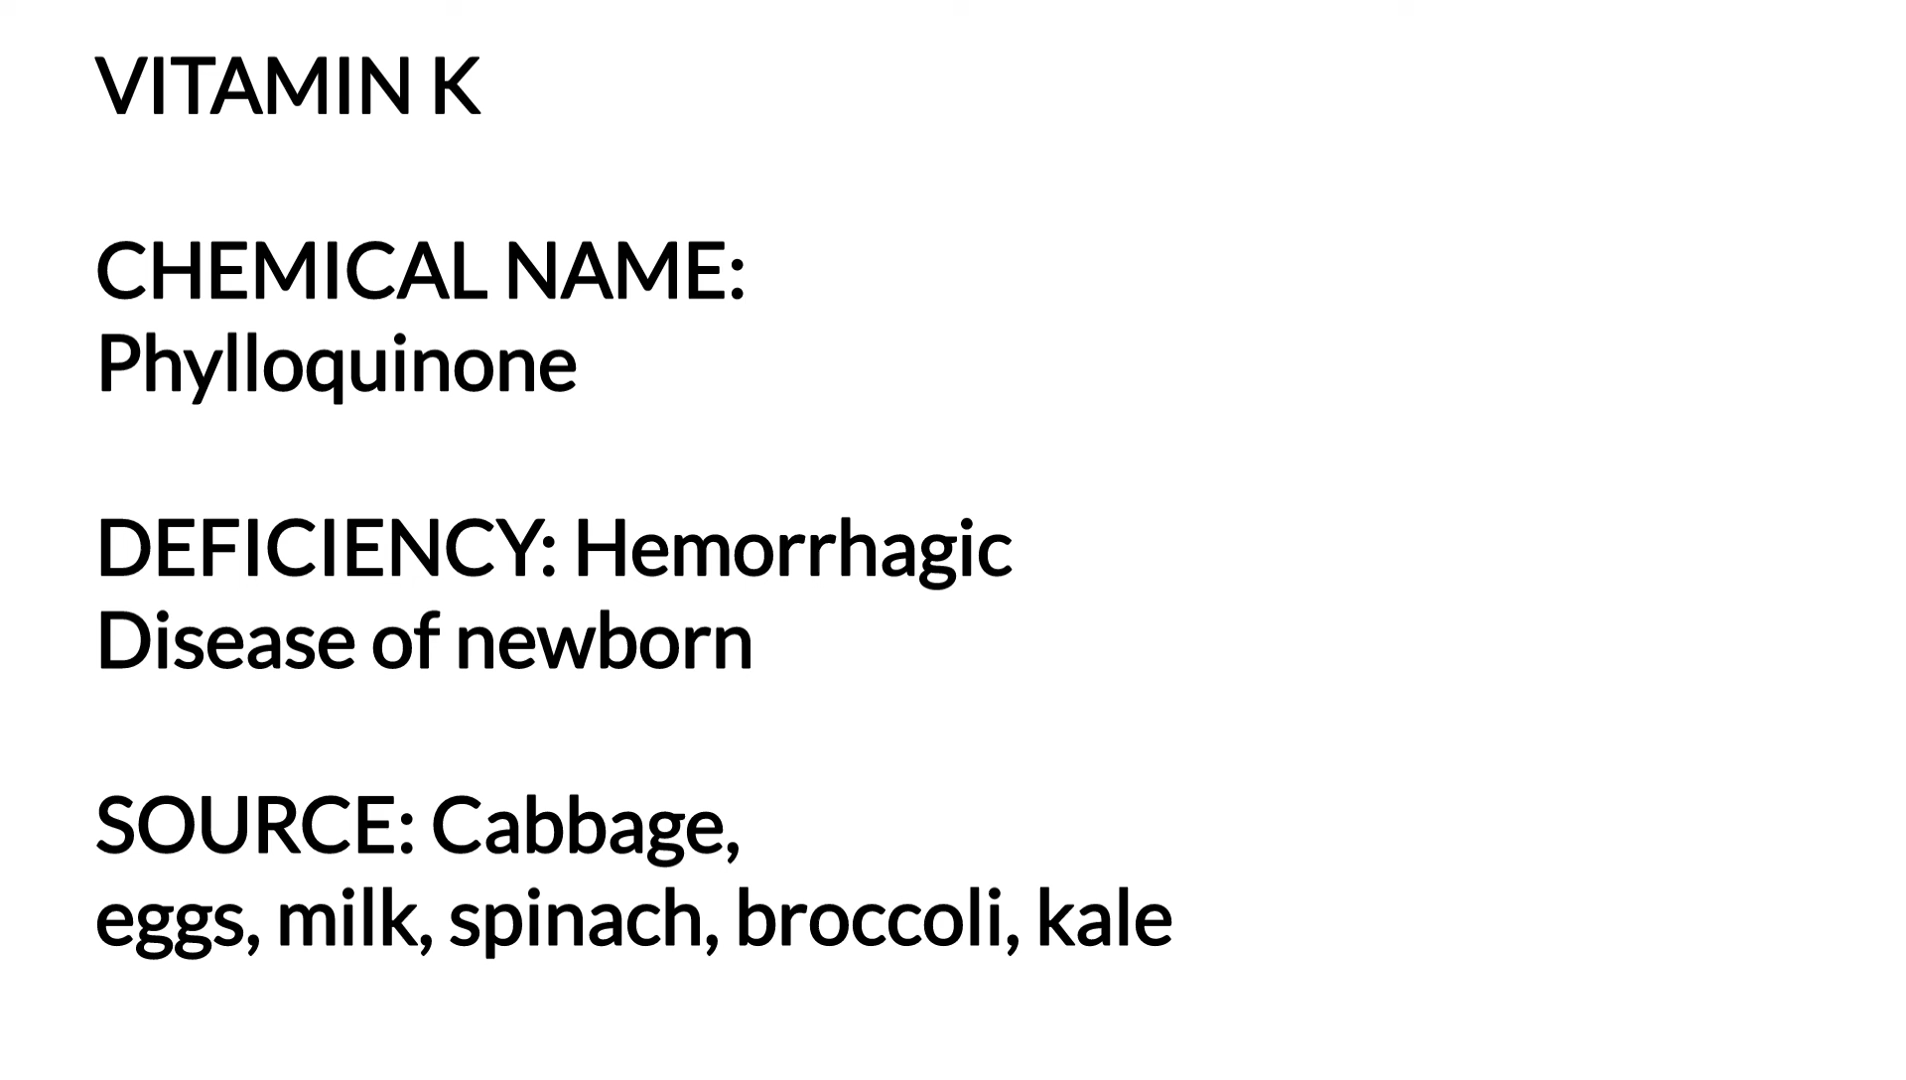 VITAMIN K
CHEMICAL NAME:
Phylloquinone
DEFICIENCY: Hemorrhagic
Disease of newborn
SOURCE: Cabbage,
eggs, milk, spinach, broccoli, kale